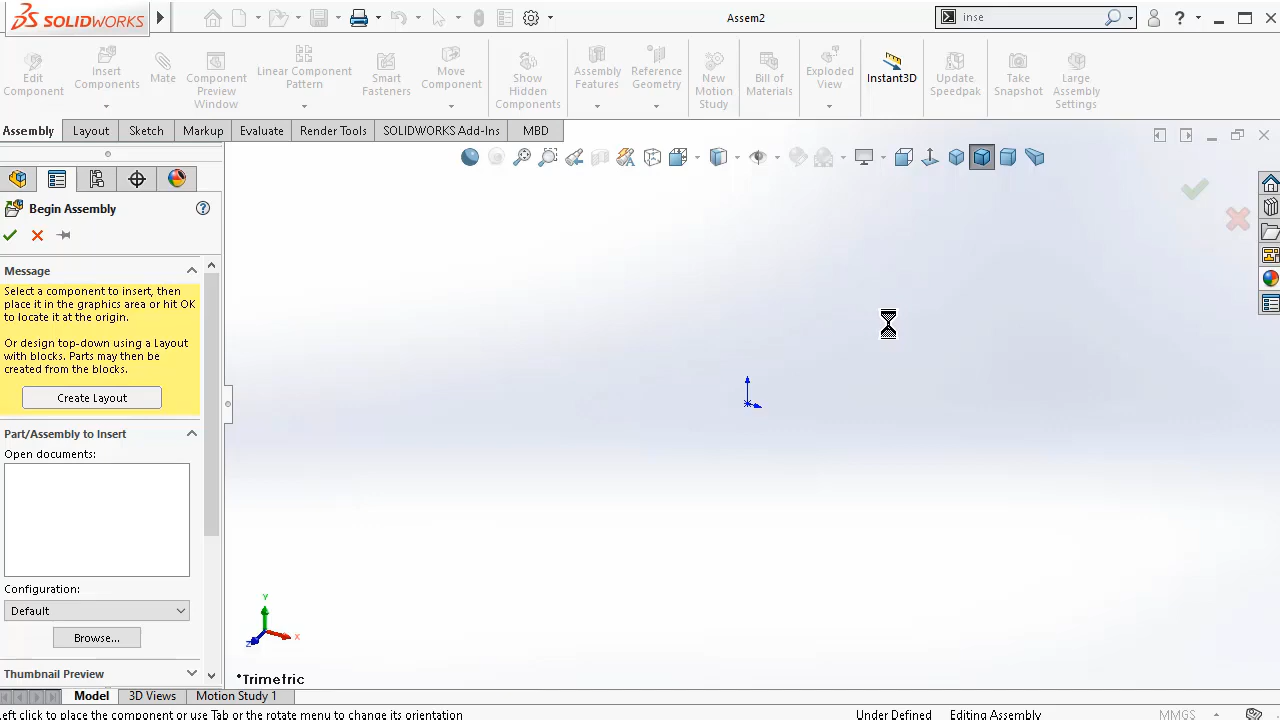 SOLIDWORKS
Assem2
inse
?
Edit Component
Insert Components
Mate
Component Preview Window
Linear Component Pattern
Smart Fasteners
Move Component
Show Hidden Components
Assembly Features
Reference Geometry
New Motion Study
Bill of Materials
Exploded View
Instant3D
Update Speedpak
Take Snapshot
Large Assembly Settings
Assembly
Layout
Sketch
Markup
Evaluate
Render Tools
SOLIDWORKS Add-Ins
MBD
Begin Assembly
?
Message
Select a component to insert, then
place it in the graphics area or hit OK
to locate it at the origin.
Or design top-down using a Layout
with blocks. Parts may then be
created from the blocks.
Create Layout
Part/Assembly to Insert
Open documents:
Configuration:
Default
Browse...
Thumbnail Preview
Y
X
Z
*Trimetric
Model
3D Views
Motion Study 1
eft click to place the component or use Tab or the rotate menu to change its orientation
Under Defined
Editing Assembly
MMGS